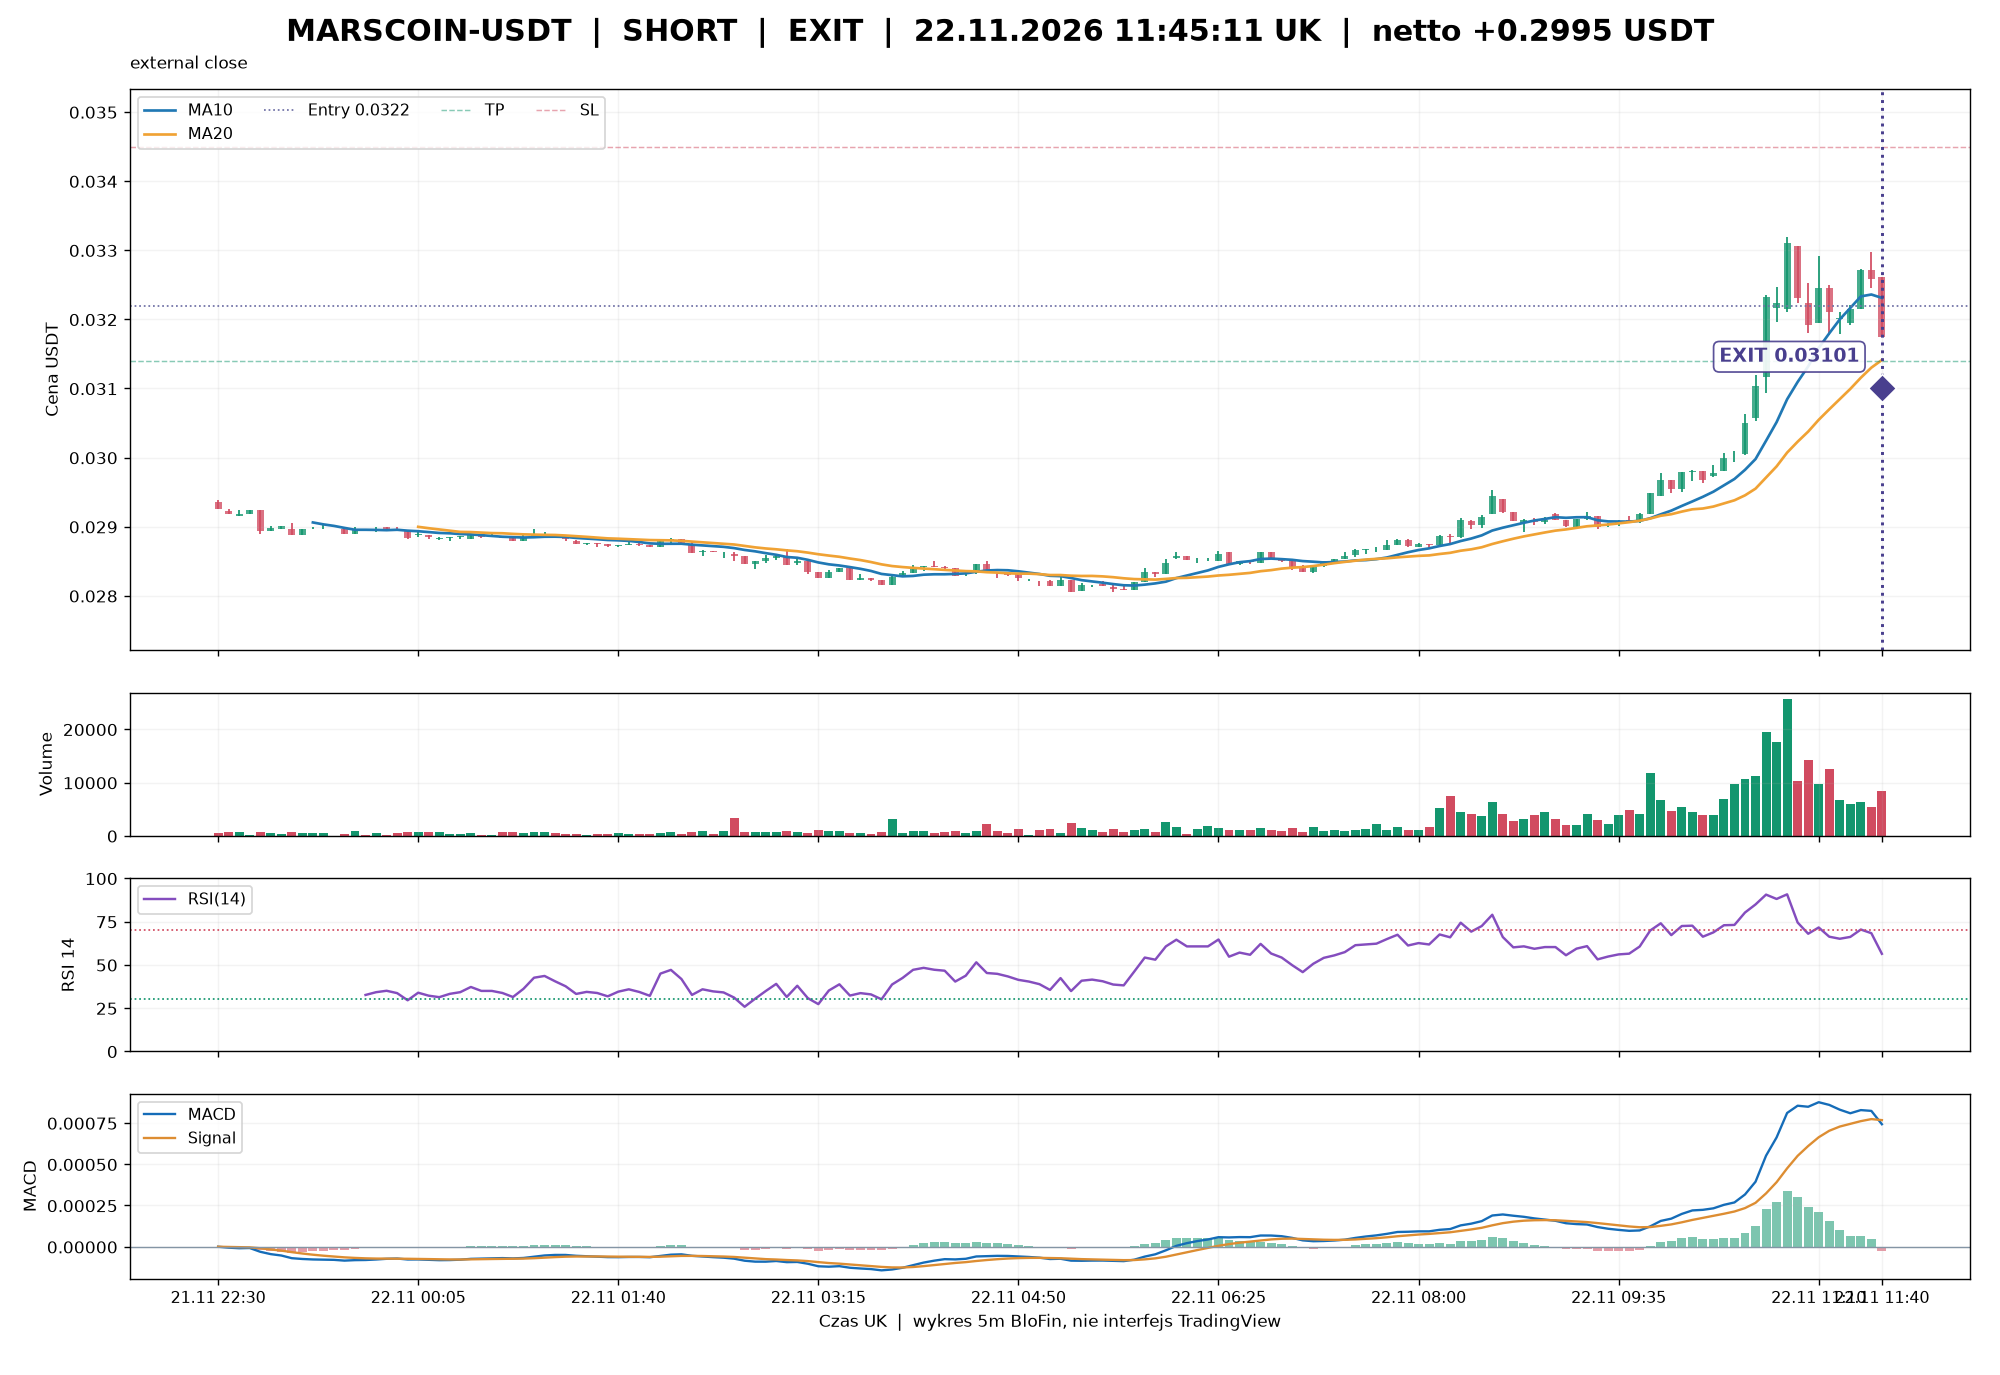 MARSCOIN-USDT | SHORT | EXIT | 22.11.2026 11:45:11 UK | netto +0.2995 USDT
external close
MA10
MA20
Entry 0.0322
TP
SL
0.035
0.034
0.033
0.032
0.031
0.030
0.029
0.028
Cena USDT
EXIT 0.03101
20000
10000
0
Volume
RSI(14)
100
75
50
25
0
RSI 14
MACD
Signal
0.00075
0.00050
0.00025
0.00000
MACD
21.11 22:30
22.11 00:05
22.11 01:40
22.11 03:15
22.11 04:50
22.11 06:25
22.11 08:00
22.11 09:35
22.11 11:40
Czas UK | wykres 5m BloFin, nie interfejs TradingView